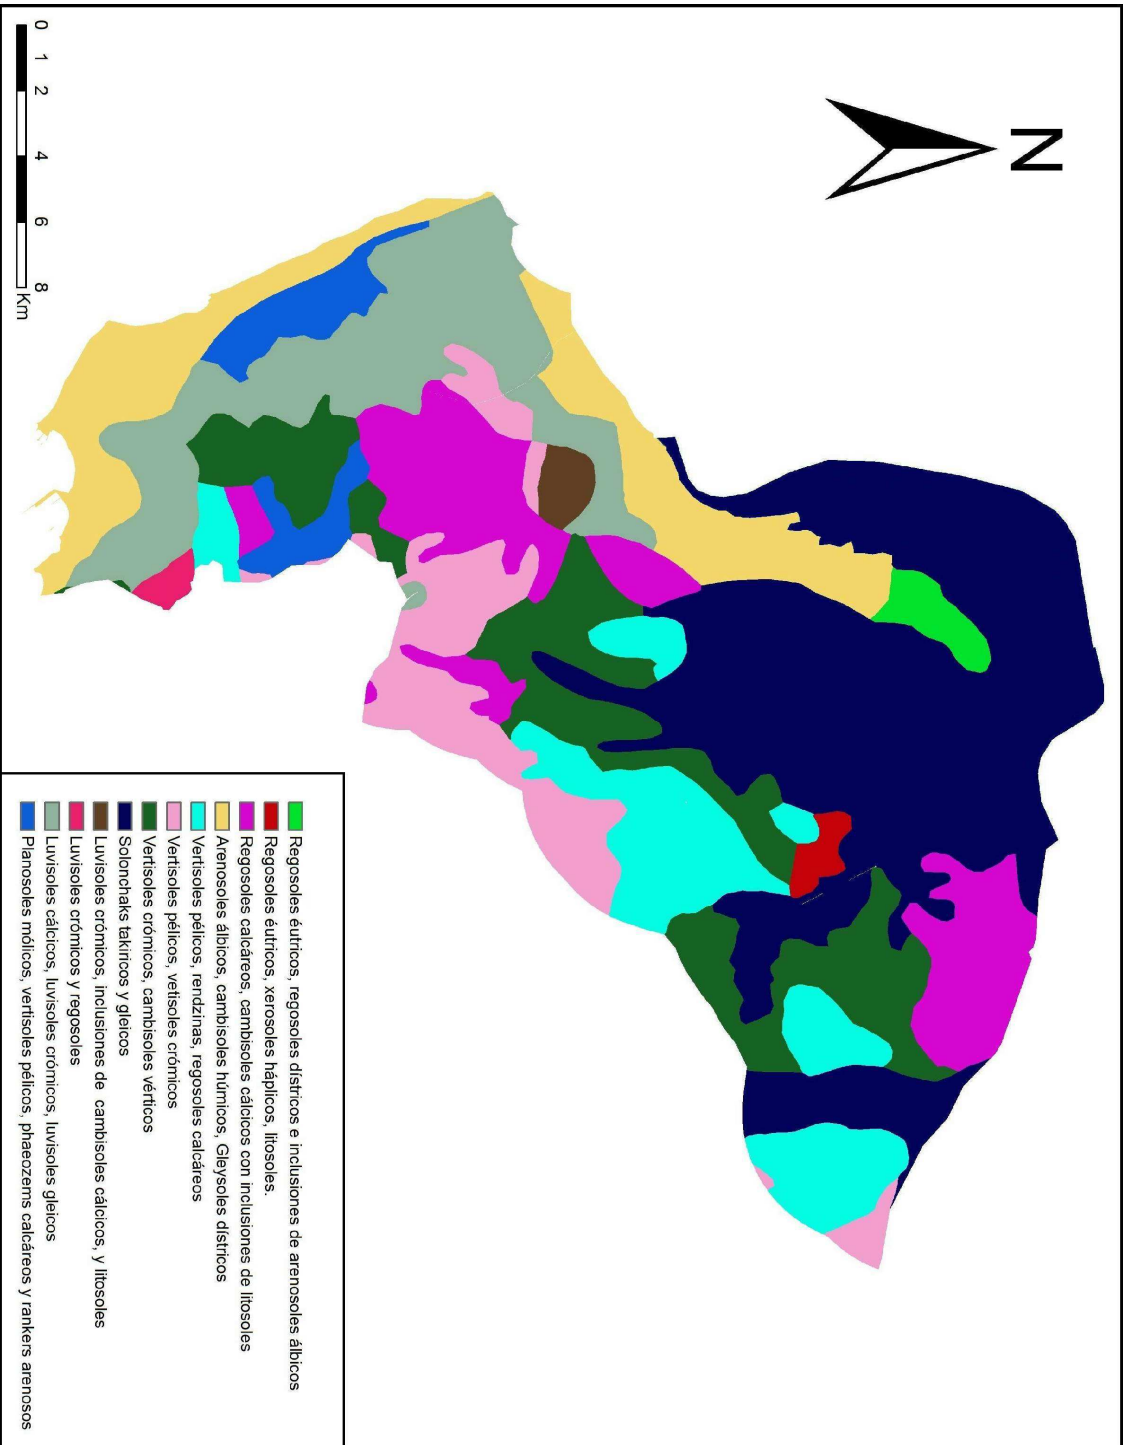 N
0 1 2 4 6 8
Km
Regosoles éutricos, regosoles dístricos e inclusiones de arenosoles álbicos
Regosoles éutricos, xerosoles háplicos, litosoles.
Regosoles calcáreos, cambisoles cálcicos con inclusiones de litosoles
Arenosoles álbicos, cambisoles húmicos, Gleysoles dístricos
Vertisoles pélicos, rendzinas, regosoles calcáreos
Vertisoles pélicos, vetisoles crómicos
Vertisoles crómicos, cambisoles vérticos
Solonchaks takiricos y gleicos
Luvisoles crómicos, inclusiones de cambisoles cálcicos, y litosoles
Luvisoles crómicos y regosoles
Luvisoles cálcicos, luvisoles crómicos, luvisoles gleicos
Planosoles mólicos, vertisoles pélicos, phaeozems calcáreos y rankers arenosos